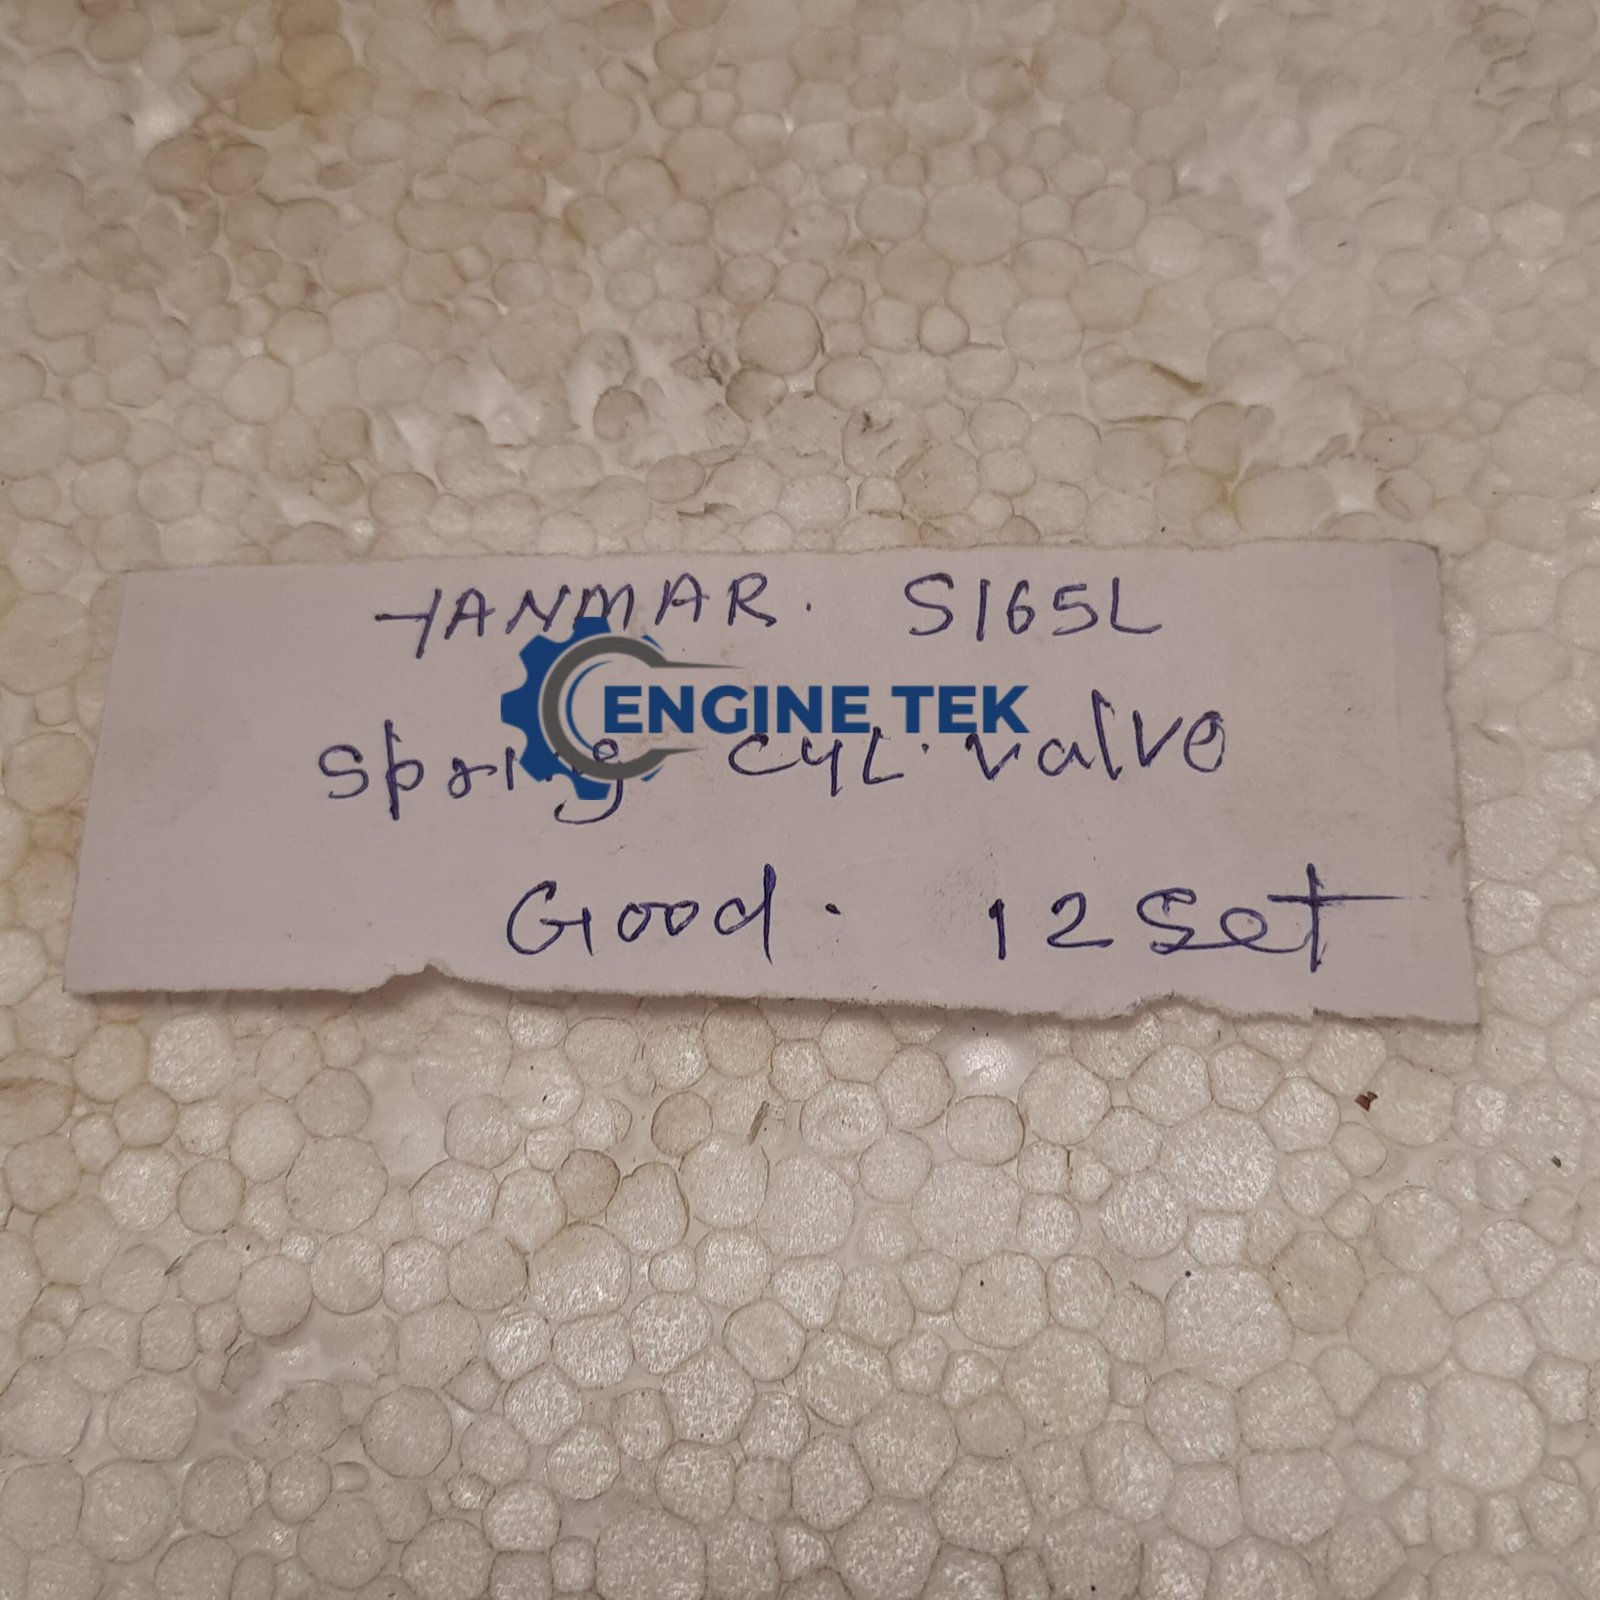 YANMAR. S165L
ENGINE TEK
Spring CYL. valve
Good. 12 Set